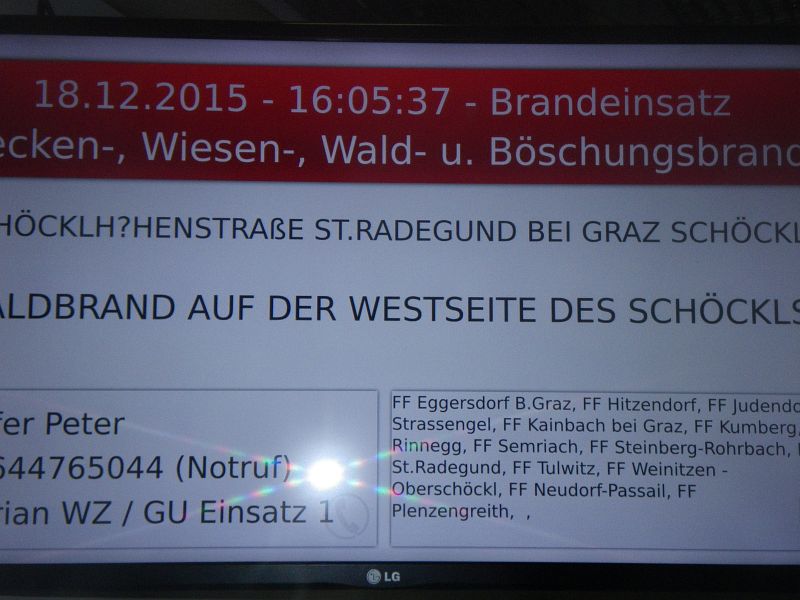 18.12.2015 - 16:05:37 - Brandeinsatz
ecken-, Wiesen-, Wald- u. Böschungsbrand
HÖCKLH?HENSTRAßE ST.RADEGUND BEI GRAZ SCHÖCKL
ALDBRAND AUF DER WESTSEITE DES SCHÖCKLS
fer Peter
644765044 (Notruf)
rian WZ / GU Einsatz 1
FF Eggersdorf B.Graz, FF Hitzendorf, FF Judendo
Strassengel, FF Kainbach bei Graz, FF Kumberg,
Rinnegg, FF Semriach, FF Steinberg-Rohrbach,
St.Radegund, FF Tulwitz, FF Weinitzen -
Oberschöckl, FF Neudorf-Passail, FF
Plenzengreith, ,
LG